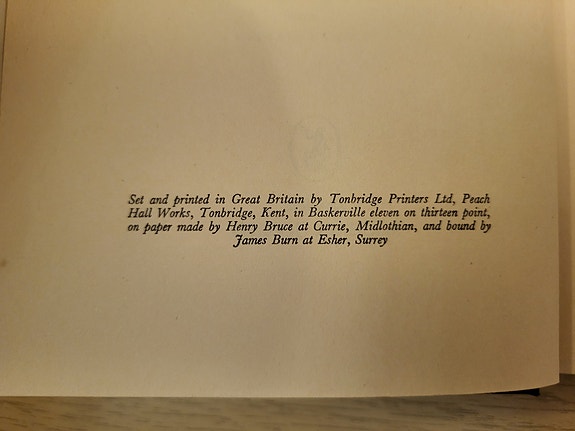 Set and printed in Great Britain by Tonbridge Printers Ltd, Peach
Hall Works, Tonbridge, Kent, in Baskerville eleven on thirteen point,
on paper made by Henry Bruce at Currie, Midlothian, and bound by
James Burn at Esher, Surrey